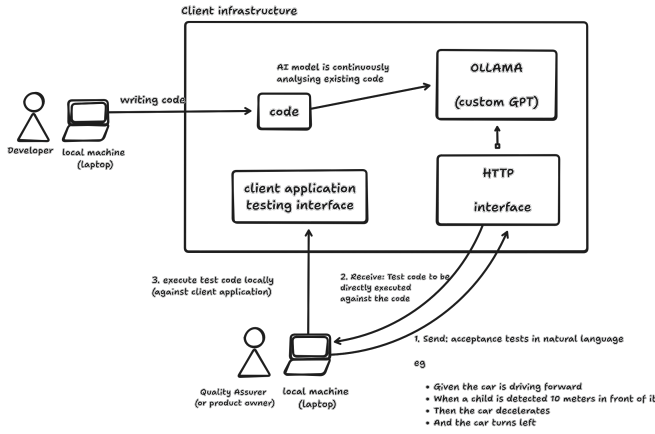 Client infrastructure
AI model is continuously
analysing existing code
OLLAMA
(custom GPT)
writing code
code
Developer
local machine
(laptop)
HTTP
interface
client application
testing interface
3. execute test code locally
(against client application)
2. Receive: Test code to be
directly executed
against the code
1. Send: acceptance tests in natural language
eg
• Given the car is driving forward
• When a child is detected 10 meters in front of it
• Then the car decelerates
• And the car turns left
Quality Assurer
(or product owner)
local machine
(laptop)